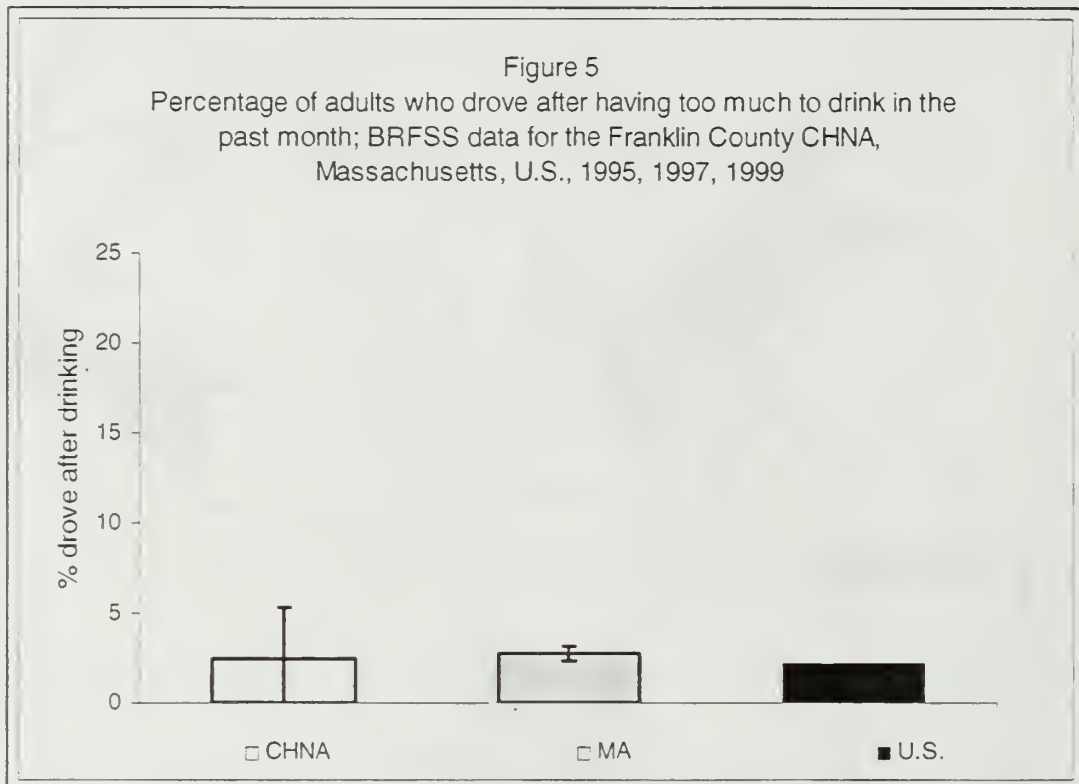 Figure 5
Percentage of adults who drove after having too much to drink in the
past month; BRFSS data for the Franklin County CHNA,
Massachusetts, U.S., 1995, 1997, 1999
25
20
15
10
5
0
% drove after drinking
CHNA
MA
U.S.